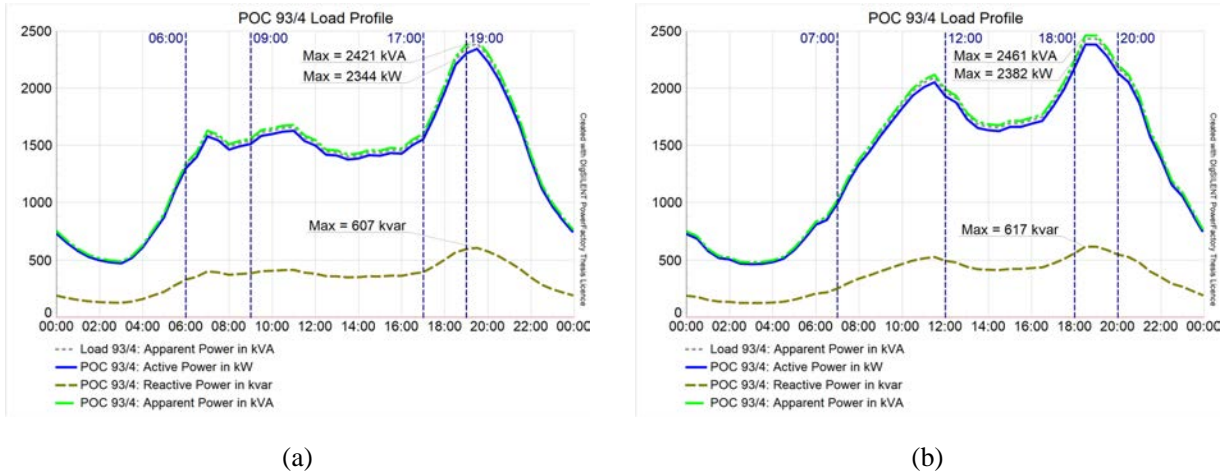 POC 93/4 Load Profile
2500
2000
1500
1000
500
0
06:00
09:00
17:00
19:00
Max = 2421 kVA
Max = 2344 kW
Max = 607 kvar
00:00 02:00 04:00 06:00 08:00 10:00 12:00 14:00 16:00 18:00 20:00 22:00 00:00
Created with DIgSILENT PowerFactory Thesis Licence
Load 93/4: Apparent Power in kVA
POC 93/4: Active Power in kW
POC 93/4: Reactive Power in kvar
POC 93/4: Apparent Power in kVA
(a)
POC 93/4 Load Profile
2500
2000
1500
1000
500
0
07:00
12:00
18:00
20:00
Max = 2461 kVA
Max = 2382 kW
Max = 617 kvar
00:00 02:00 04:00 06:00 08:00 10:00 12:00 14:00 16:00 18:00 20:00 22:00 00:00
Created with DIgSILENT PowerFactory Thesis Licence
Load 93/4: Apparent Power in kVA
POC 93/4: Active Power in kW
POC 93/4: Reactive Power in kvar
POC 93/4: Apparent Power in kVA
(b)